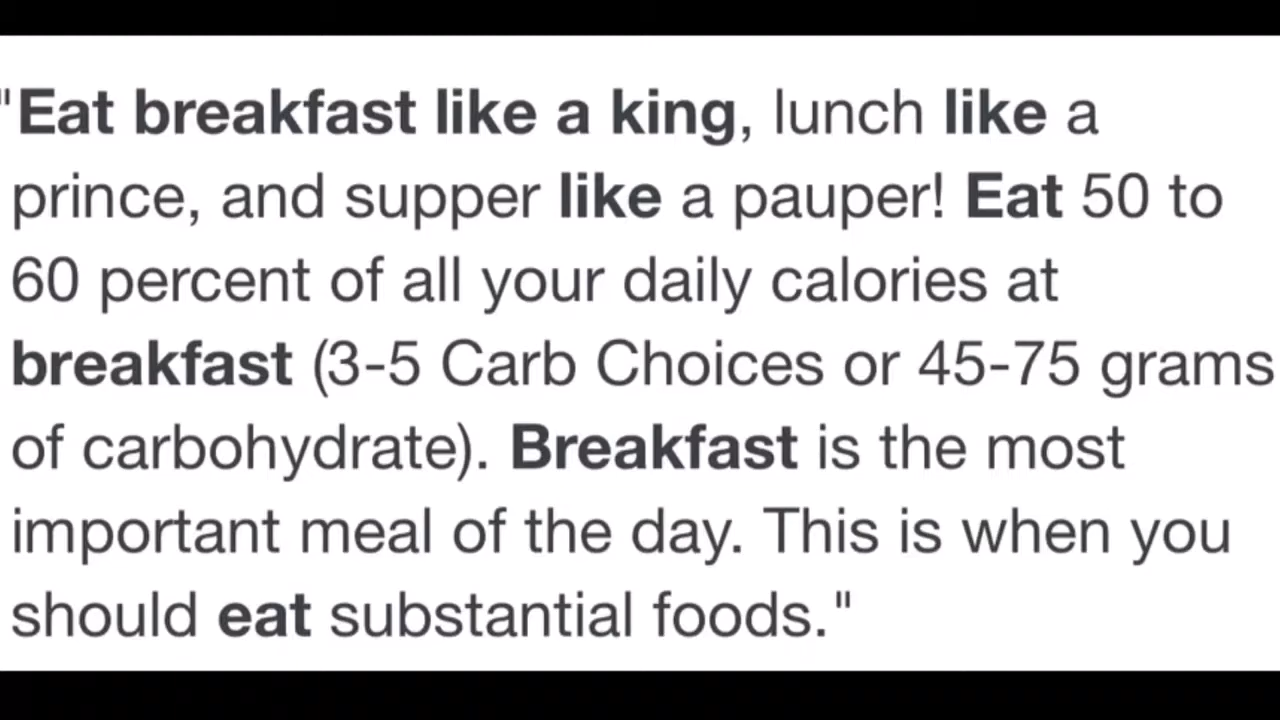 "Eat breakfast like a king, lunch like a
prince, and supper like a pauper! Eat 50 to
60 percent of all your daily calories at
breakfast (3-5 Carb Choices or 45-75 grams
of carbohydrate). Breakfast is the most
important meal of the day. This is when you
should eat substantial foods."